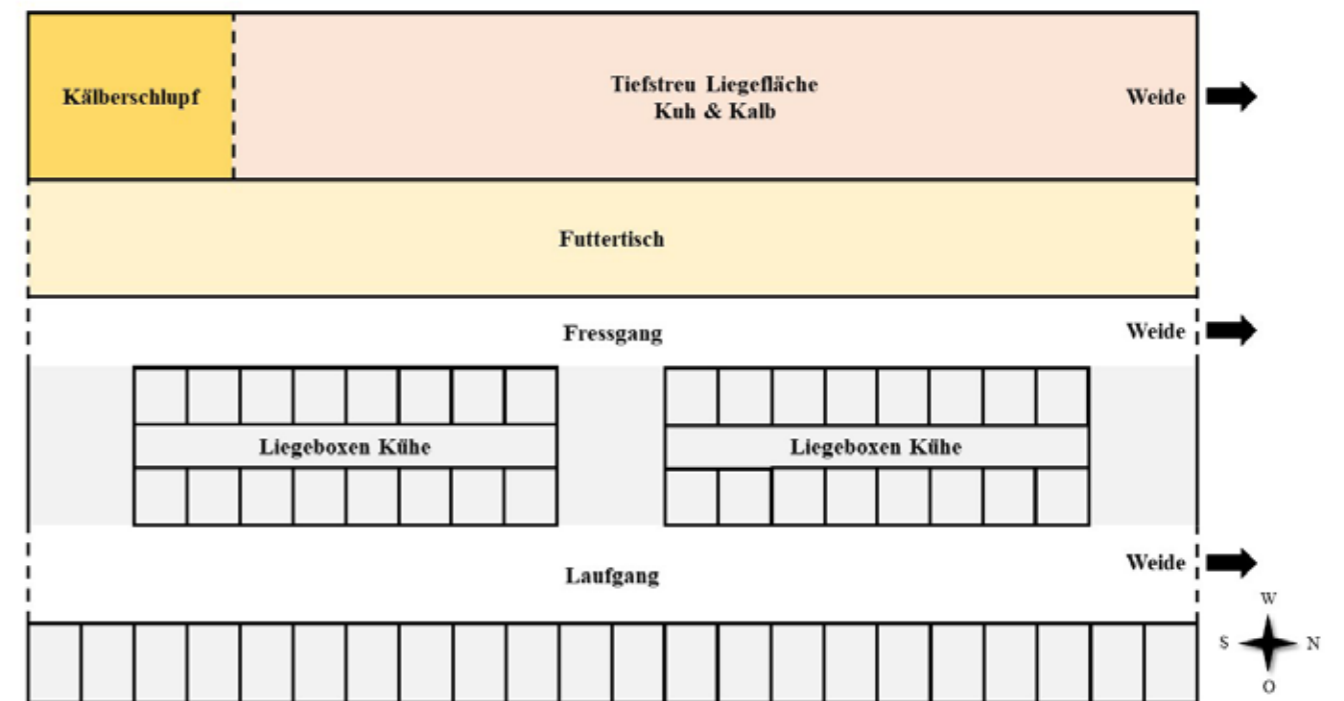 Kälberschlupf
Tiefstreu Liegefläche
Kuh & Kalb
Weide
Futtertisch
Fressgang
Weide
Liegeboxen Kühe
Liegeboxen Kühe
Laufgang
Weide
W
S
N
O